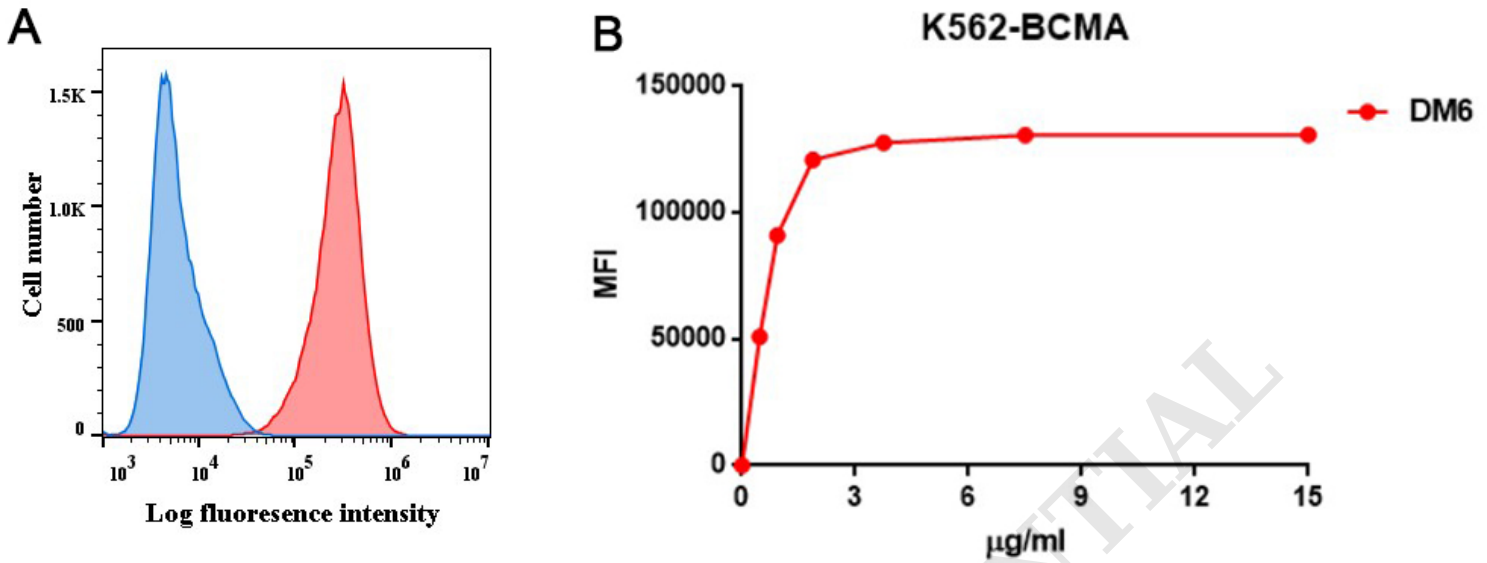 A
1.5K
1.0K
500
0
10³
10⁴
10⁵
10⁶
10⁷
Cell number
Log fluoresence intensity
B
K562-BCMA
150000
100000
50000
0
0
3
6
9
12
15
MFI
μg/ml
DM6
NTIAL